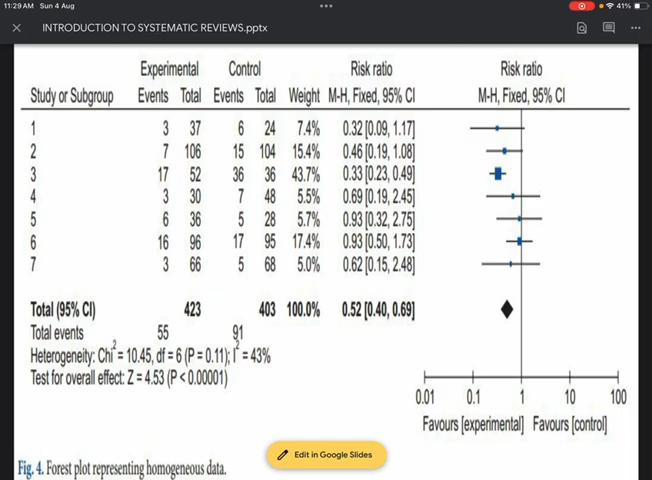 11:29 AM Sun 4 Aug
41%
INTRODUCTION TO SYSTEMATIC REVIEWS.pptx
Experimental Control Risk ratio Risk ratio
Study or Subgroup Events Total Events Total Weight M-H, Fixed, 95% CI M-H, Fixed, 95% CI
1 3 37 6 24 7.4% 0.32 [0.09, 1.17]
2 7 106 15 104 15.4% 0.46 [0.19, 1.08]
3 17 52 36 36 43.7% 0.33 [0.23, 0.49]
4 3 30 7 48 5.5% 0.69 [0.19, 2.45]
5 6 36 5 28 5.7% 0.93 [0.32, 2.75]
6 16 96 17 95 17.4% 0.93 [0.50, 1.73]
7 3 66 5 68 5.0% 0.62 [0.15, 2.48]
Total (95% CI) 423 403 100.0% 0.52 [0.40, 0.69]
Total events 55 91
Heterogeneity: Chi² = 10.45, df = 6 (P = 0.11); I² = 43%
Test for overall effect: Z = 4.53 (P < 0.00001)
0.01 0.1 1 10 100
Favours [experimental] Favours [control]
Edit in Google Slides
Fig. 4. Forest plot representing homogeneous data.